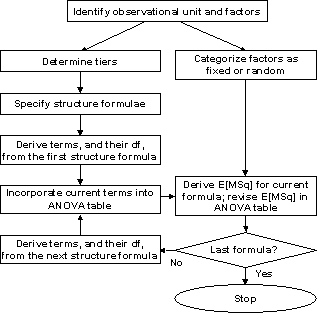 Identify observational unit and factors
Determine tiers
Categorize factors as
fixed or random
Specify structure formulae
Derive terms, and their df,
from the first structure formula
Incorporate current terms into
ANOVA table
Derive E[MSq] for current
formula; revise E[MSq] in
ANOVA table
Derive terms, and their df,
from the next structure formula
Last formula?
No
Yes
Stop